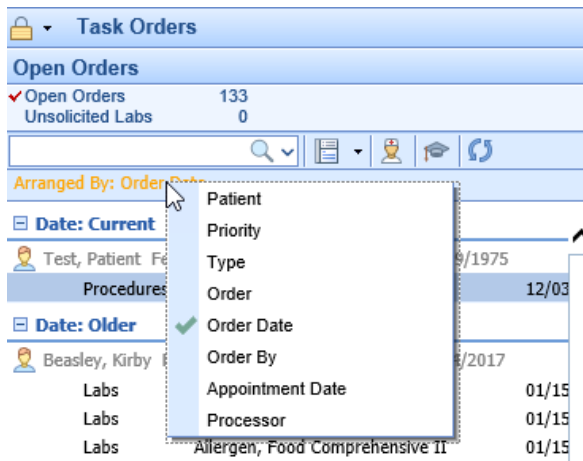 Task Orders
Open Orders
Open Orders 133
Unsolicited Labs 0
Arranged By: Order Date
Patient
Date: Current
Priority
Test, Patient 9/1975
Type
Procedures 12/03
Order
Date: Older
Order Date
Beasley, Kirby /2017
Order By
Labs 01/15
Appointment Date
Labs 01/15
Processor
Labs Allergen, Food Comprehensive II 01/15